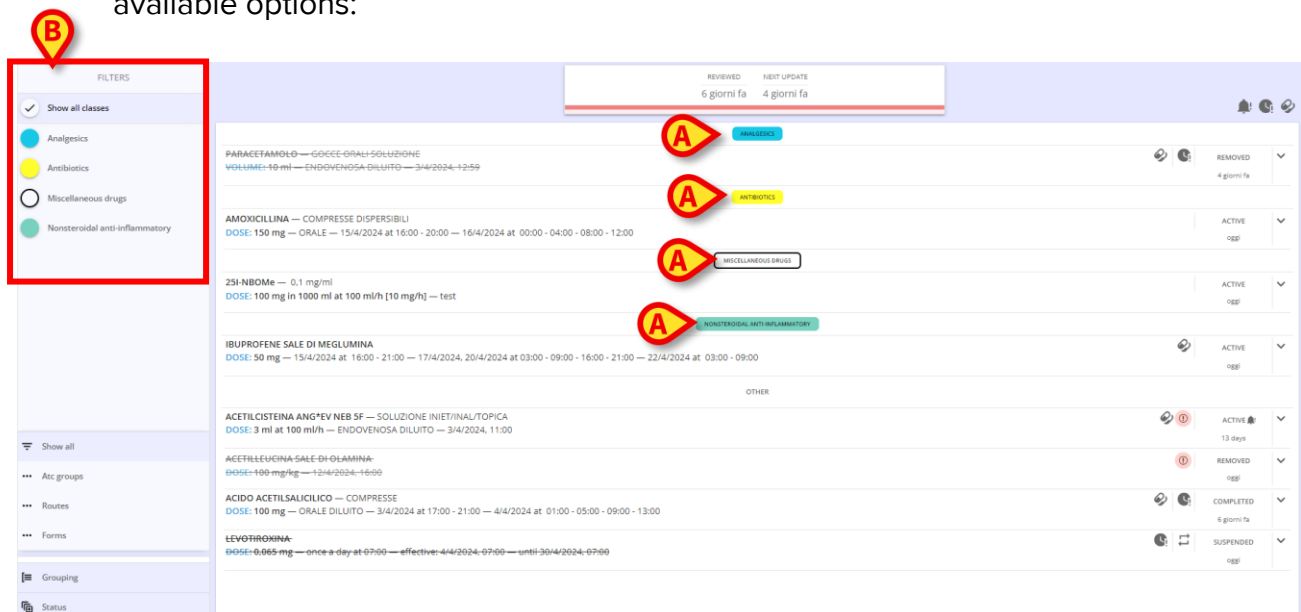 available options:
B
FILTERS
Show all classes
Analgesics
Antibiotics
Miscellaneous drugs
Nonsteroidal anti-inflammatory
REVIEWED NEXT UPDATE
6 giorni fa 4 giorni fa
A ANALGESICS
PARACETAMOLO — GOCCE ORALI SOLUZIONE
VOLUME: 10 ml — ENDOVENOSA DILUITO — 3/4/2024, 12:59
REMOVED
4 giorni fa
A ANTIBIOTICS
AMOXICILLINA — COMPRESSE DISPERSIBILI
DOSE: 150 mg — ORALE — 15/4/2024 at 16:00 - 20:00 — 16/4/2024 at 00:00 - 04:00 - 08:00 - 12:00
ACTIVE
oggi
A MISCELLANEOUS DRUGS
25I-NBOMe — 0,1 mg/ml
DOSE: 100 mg in 1000 ml at 100 ml/h [10 mg/h] — test
ACTIVE
oggi
A NONSTEROIDAL ANTI-INFLAMMATORY
IBUPROFENE SALE DI MEGLUMINA
DOSE: 50 mg — 15/4/2024 at 16:00 - 21:00 — 17/4/2024, 20/4/2024 at 03:00 - 09:00 - 16:00 - 21:00 — 22/4/2024 at 03:00 - 09:00
ACTIVE
oggi
OTHER
ACETILCISTEINA ANG*EV NEB 5F — SOLUZIONE INIET/INAL/TOPICA
DOSE: 3 ml at 100 ml/h — ENDOVENOSA DILUITO — 3/4/2024, 11:00
ACTIVE
13 days
ACETILLEUCINA SALE DI OLAMINA
DOSE: 100 mg/kg — 12/4/2024, 16:00
REMOVED
oggi
ACIDO ACETILSALICILICO — COMPRESSE
DOSE: 100 mg — ORALE DILUITO — 3/4/2024 at 17:00 - 21:00 — 4/4/2024 at 01:00 - 05:00 - 09:00 - 13:00
COMPLETED
6 giorni fa
LEVOTIROXINA
DOSE: 0,065 mg — once a day at 07:00 — effective: 4/4/2024, 07:00 — until 30/4/2024, 07:00
SUSPENDED
oggi
Show all
Atc groups
Routes
Forms
Grouping
Status